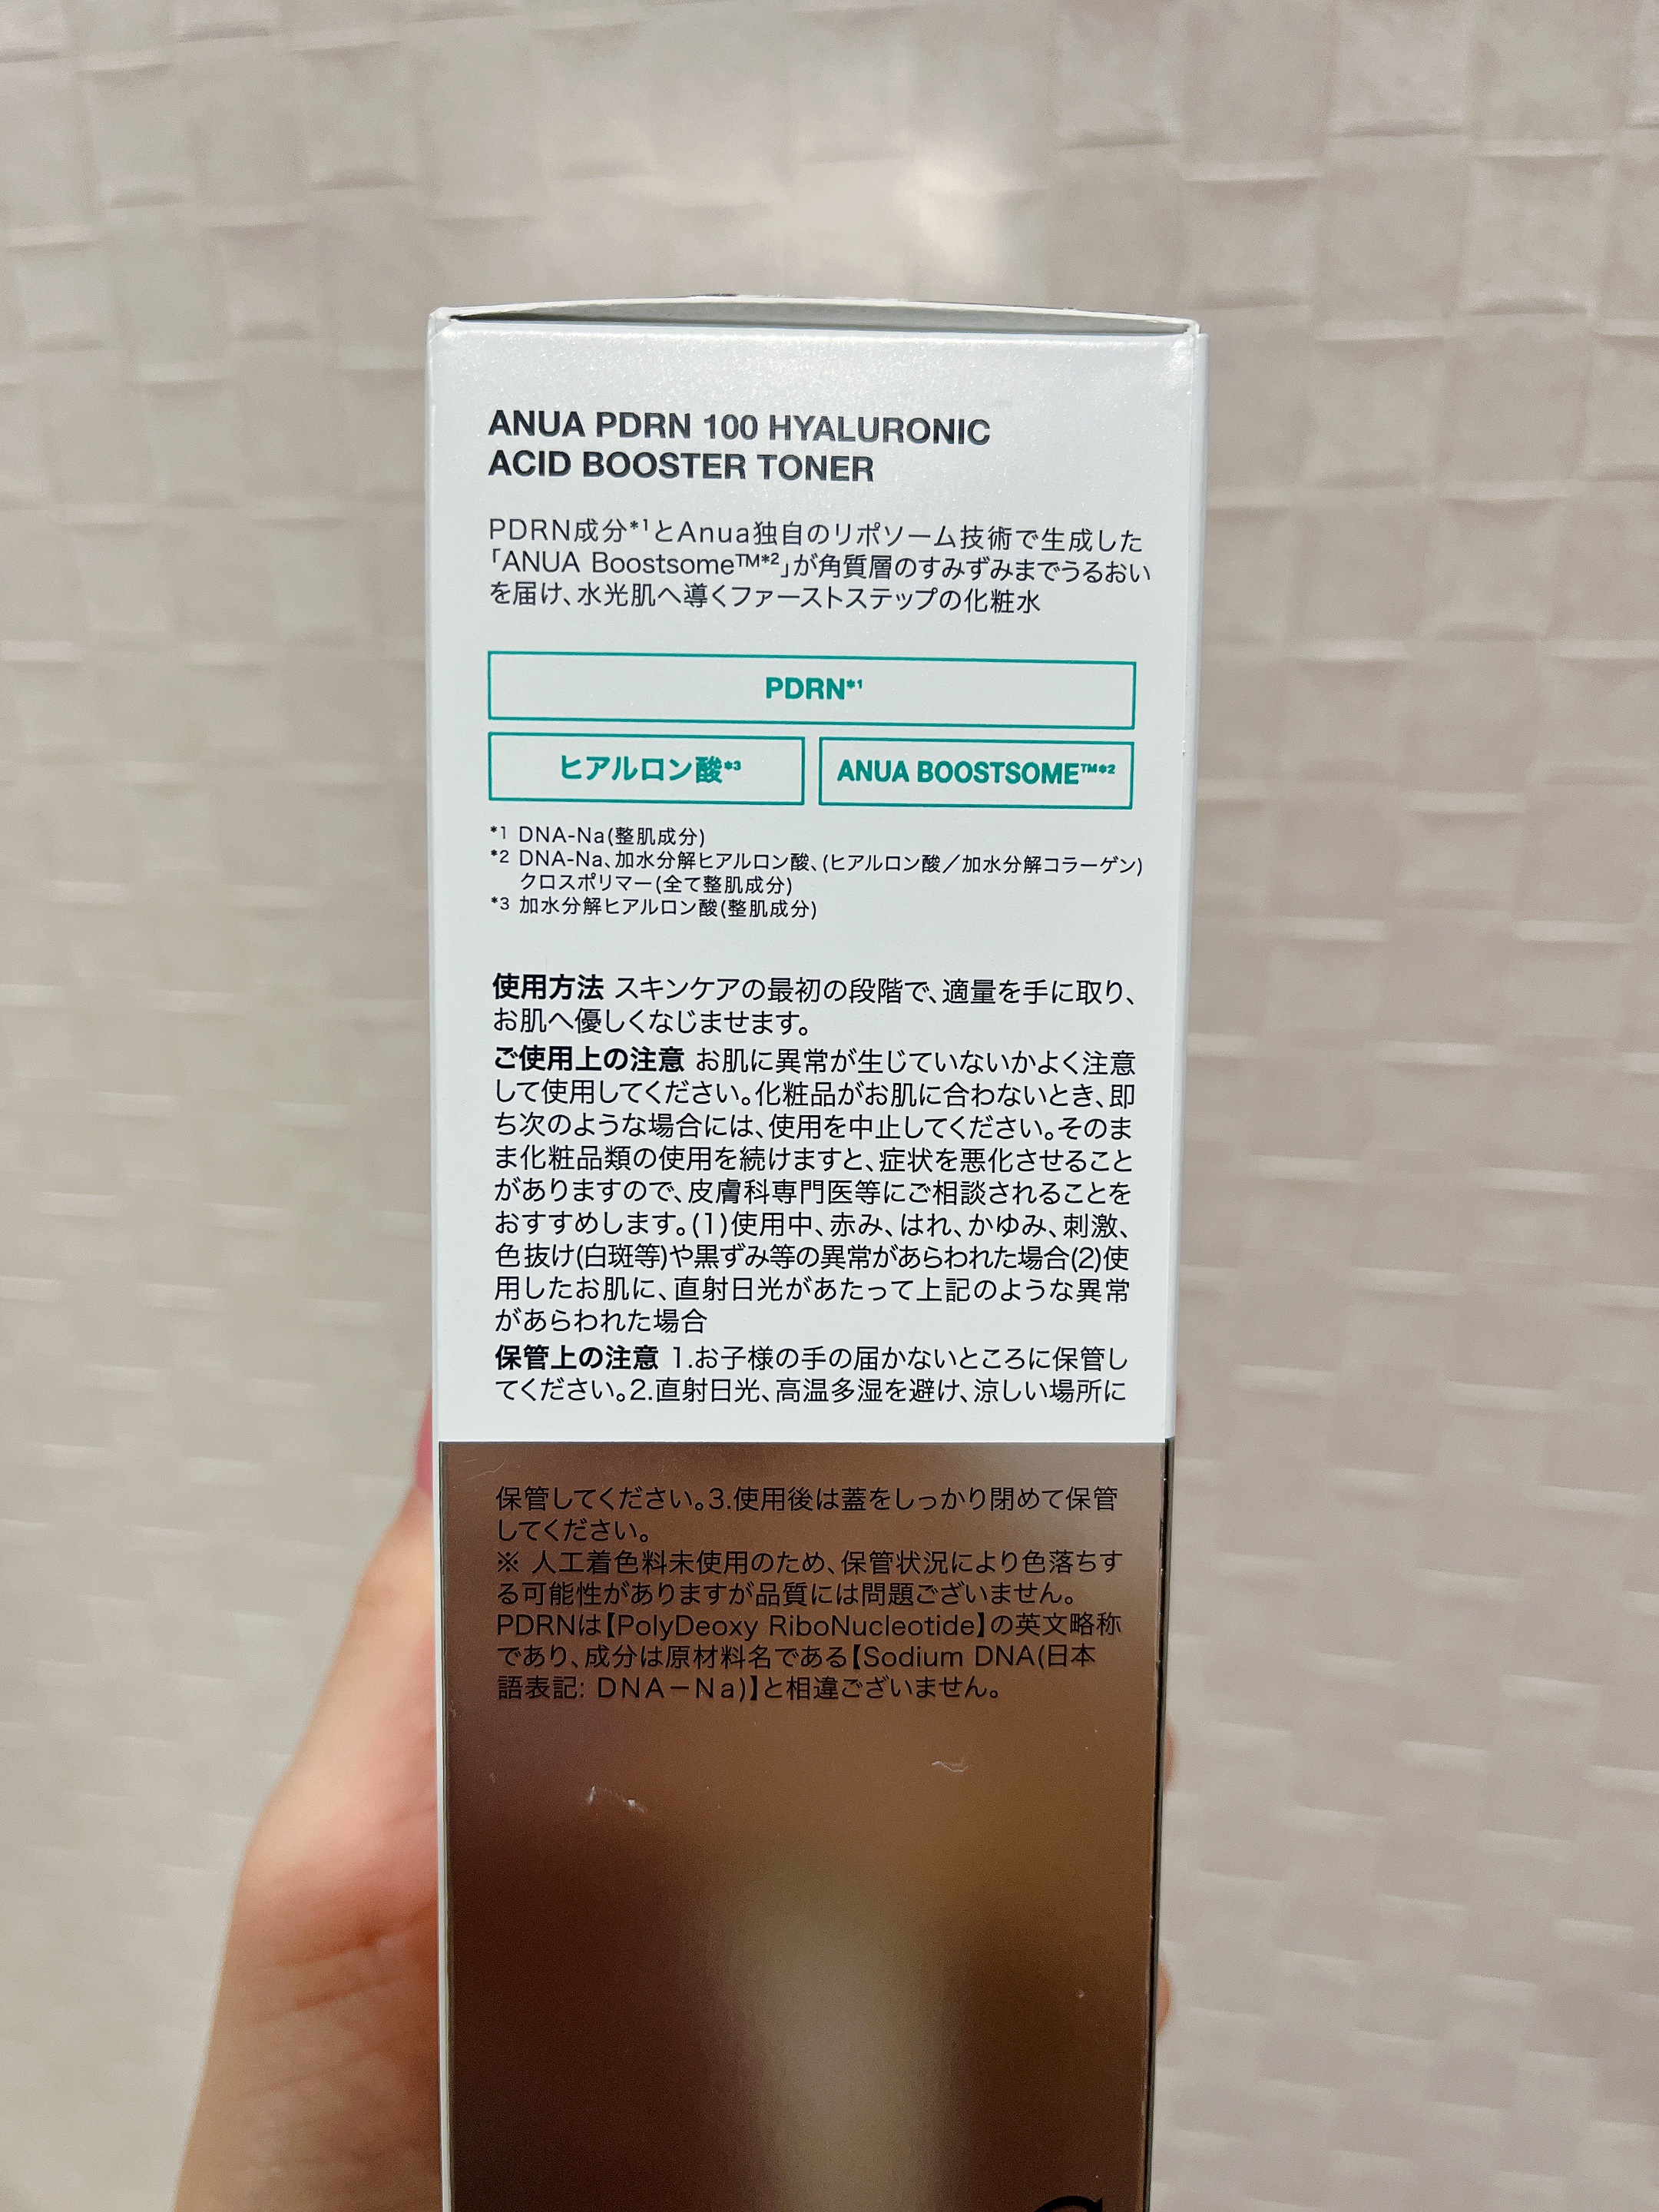 ANUA PDRN 100 HYALURONIC
ACID BOOSTER TONER
PDRN成分*¹とAnua独自のリポソーム技術で生成した
「ANUA Boostsome™*²」が角質層のすみずみまでうるおい
を届け、水光肌へ導くファーストステップの化粧水
PDRN*¹
ヒアルロン酸*³
ANUA BOOSTSOME™*²
*1 DNA-Na(整肌成分)
*2 DNA-Na、加水分解ヒアルロン酸、(ヒアルロン酸／加水分解コラーゲン)
クロスポリマー(全て整肌成分)
*3 加水分解ヒアルロン酸(整肌成分)
使用方法 スキンケアの最初の段階で、適量を手に取り、
お肌へ優しくなじませます。
ご使用上の注意 お肌に異常が生じていないかよく注意
して使用してください。化粧品がお肌に合わないとき、即
ち次のような場合には、使用を中止してください。そのま
ま化粧品類の使用を続けますと、症状を悪化させること
がありますので、皮膚科専門医等にご相談されることを
おすすめします。(1)使用中、赤み、はれ、かゆみ、刺激、
色抜け(白斑等)や黒ずみ等の異常があらわれた場合(2)使
用したお肌に、直射日光があたって上記のような異常
があらわれた場合
保管上の注意 1.お子様の手の届かないところに保管し
てください。2.直射日光、高温多湿を避け、涼しい場所に
保管してください。3.使用後は蓋をしっかり閉めて保管
してください。
※ 人工着色料未使用のため、保管状況により色落ちす
る可能性がありますが品質には問題ございません。
PDRNは【PolyDeoxy RiboNucleotide】の英文略称
であり、成分は原材料名である【Sodium DNA(日本
語表記: DNA－Na)】と相違ございません。